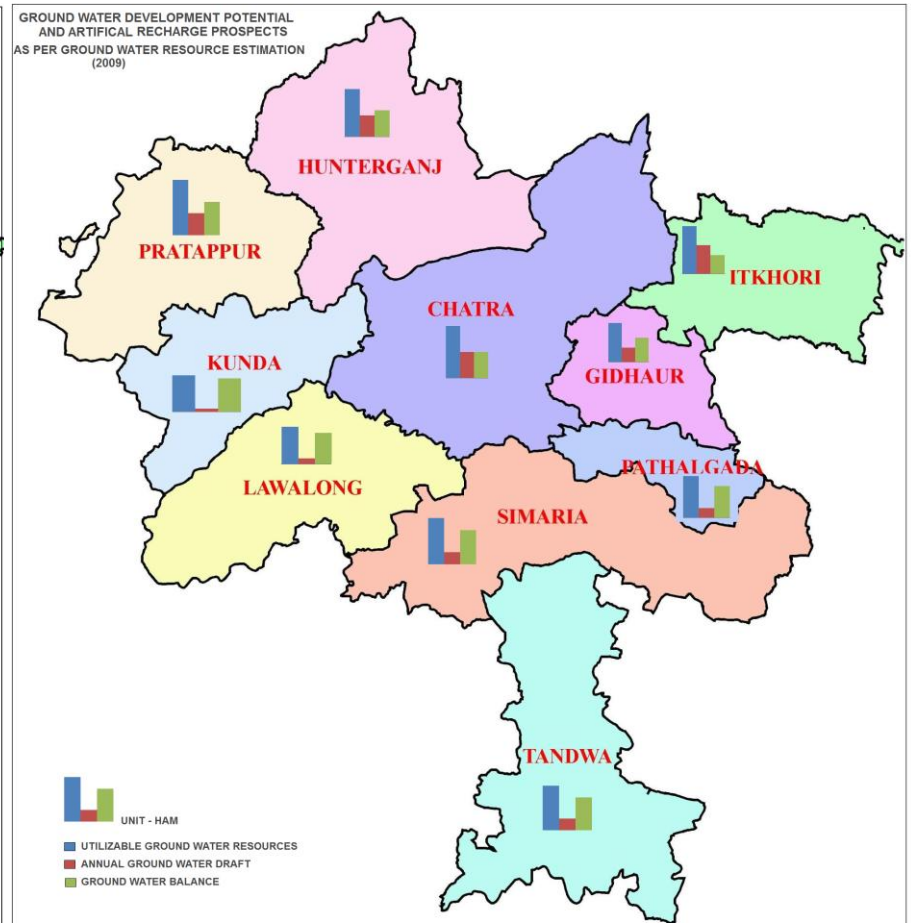 GROUND WATER DEVELOPMENT POTENTIAL
AND ARTIFICAL RECHARGE PROSPECTS
AS PER GROUND WATER RESOURCE ESTIMATION
(2009)
HUNTERGANJ
PRATAPPUR
ITKHORI
CHATRA
KUNDA
GIDHAUR
PATHALGADA
LAWALONG
SIMARIA
TANDWA
UNIT - HAM
UTILIZABLE GROUND WATER RESOURCES
ANNUAL GROUND WATER DRAFT
GROUND WATER BALANCE